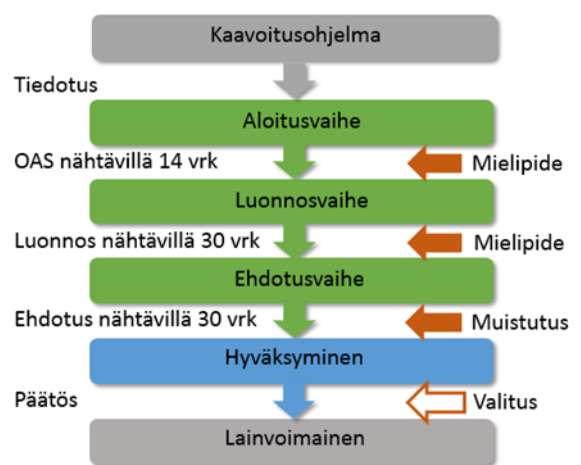 Kaavoitusohjelma
Tiedotus
Aloitusvaihe
OAS nähtävillä 14 vrk
Mielipide
Luonnosvaihe
Luonnos nähtävillä 30 vrk
Mielipide
Ehdotusvaihe
Ehdotus nähtävillä 30 vrk
Muistutus
Hyväksyminen
Päätös
Valitus
Lainvoimainen